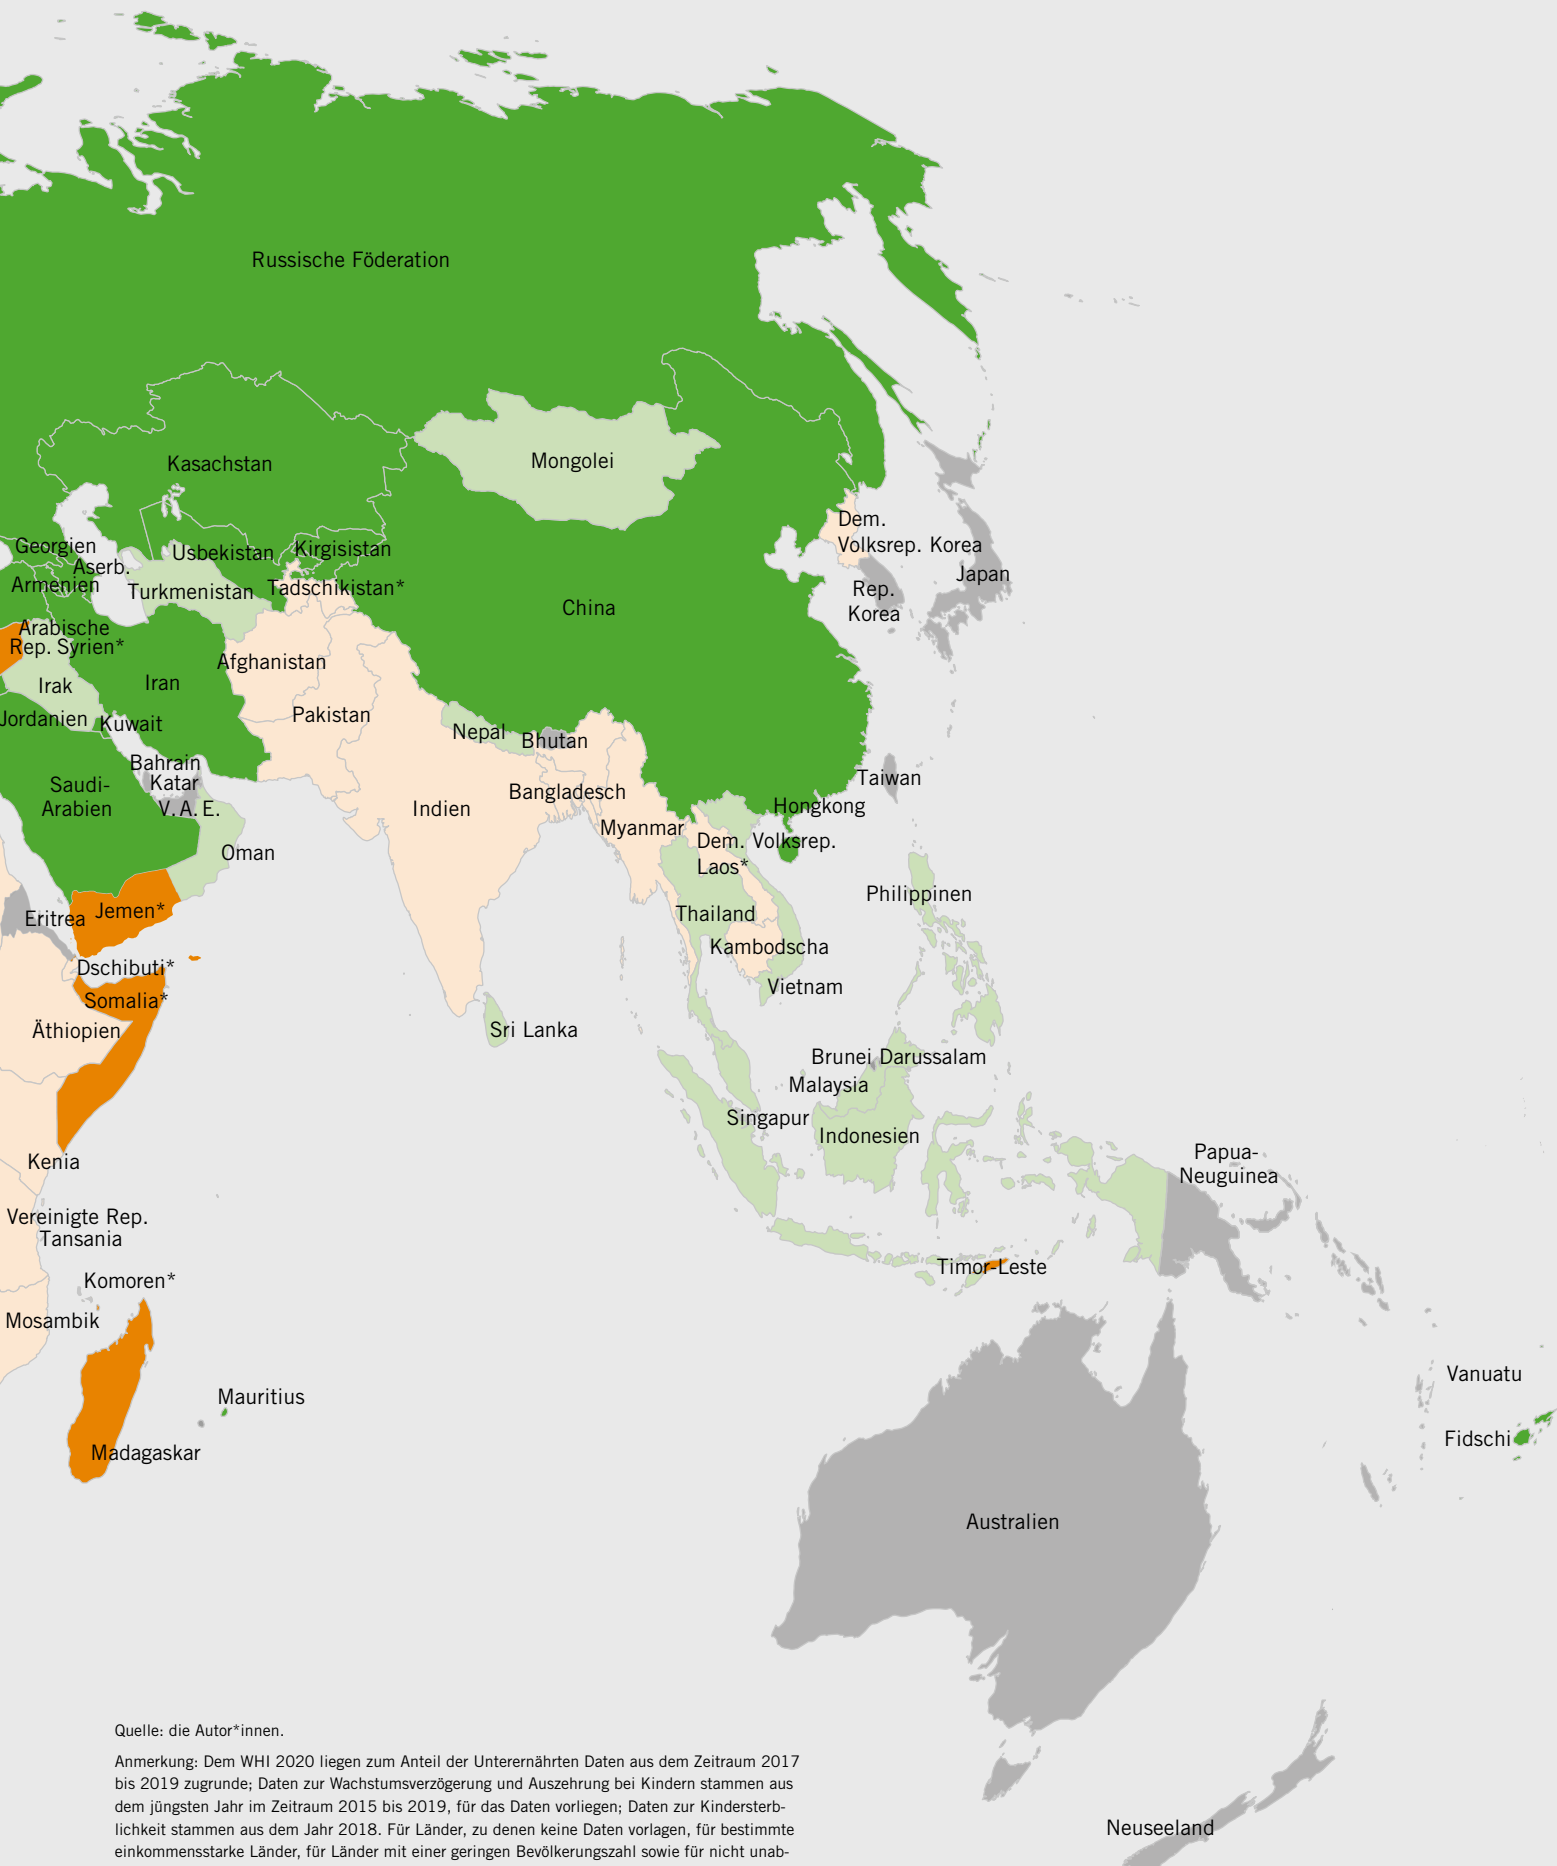 Russische Föderation
Kasachstan
Mongolei
Dem.
Volksrep. Korea
Georgien
Usbekistan
Kirgisistan
Aserb.
Armenien
Turkmenistan
Tadschikistan*
Japan
Rep.
Korea
China
Arabische
Rep. Syrien*
Afghanistan
Irak
Iran
Pakistan
Jordanien
Kuwait
Nepal
Bhutan
Bahrain
Katar
Saudi-
Arabien
V. A. E.
Indien
Bangladesch
Taiwan
Hongkong
Myanmar
Dem. Volksrep.
Laos*
Oman
Philippinen
Eritrea
Jemen*
Thailand
Kambodscha
Dschibuti*
Vietnam
Somalia*
Äthiopien
Sri Lanka
Brunei Darussalam
Malaysia
Singapur
Indonesien
Papua-
Neuguinea
Kenia
Vereinigte Rep.
Tansania
Timor-Leste
Komoren*
Mosambik
Mauritius
Vanuatu
Fidschi
Madagaskar
Australien
Quelle: die Autor*innen.
Anmerkung: Dem WHI 2020 liegen zum Anteil der Unterernährten Daten aus dem Zeitraum 2017
bis 2019 zugrunde; Daten zur Wachstumsverzögerung und Auszehrung bei Kindern stammen aus
dem jüngsten Jahr im Zeitraum 2015 bis 2019, für das Daten vorliegen; Daten zur Kindersterb-
lichkeit stammen aus dem Jahr 2018. Für Länder, zu denen keine Daten vorlagen, für bestimmte
einkommensstarke Länder, für Länder mit einer geringen Bevölkerungszahl sowie für nicht unab-
Neuseeland